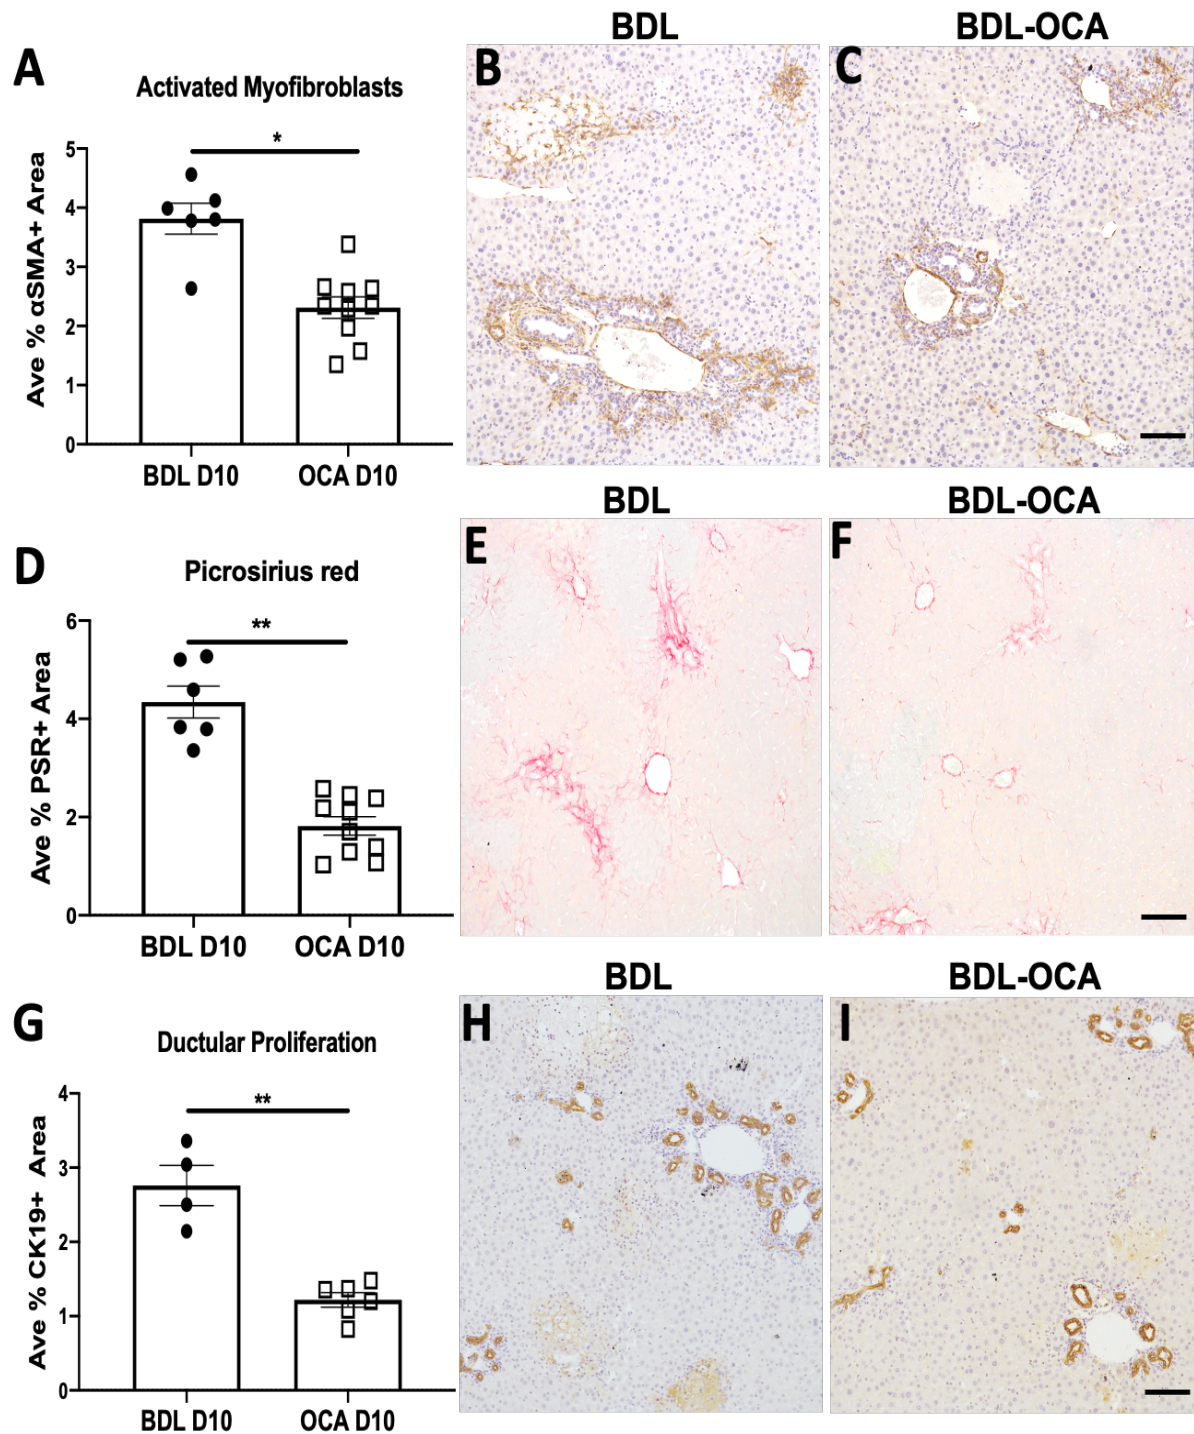 BDL
BDL-OCA
A
B
C
Activated Myofibroblasts
*
Ave % αSMA+ Area
5
4
3
2
1
0
BDL D10
OCA D10
BDL
BDL-OCA
D
E
F
Picrosirius red
**
Ave % PSR+ Area
6
4
2
0
BDL D10
OCA D10
BDL
BDL-OCA
G
H
I
Ductular Proliferation
**
Ave % CK19+ Area
4
3
2
1
0
BDL D10
OCA D10